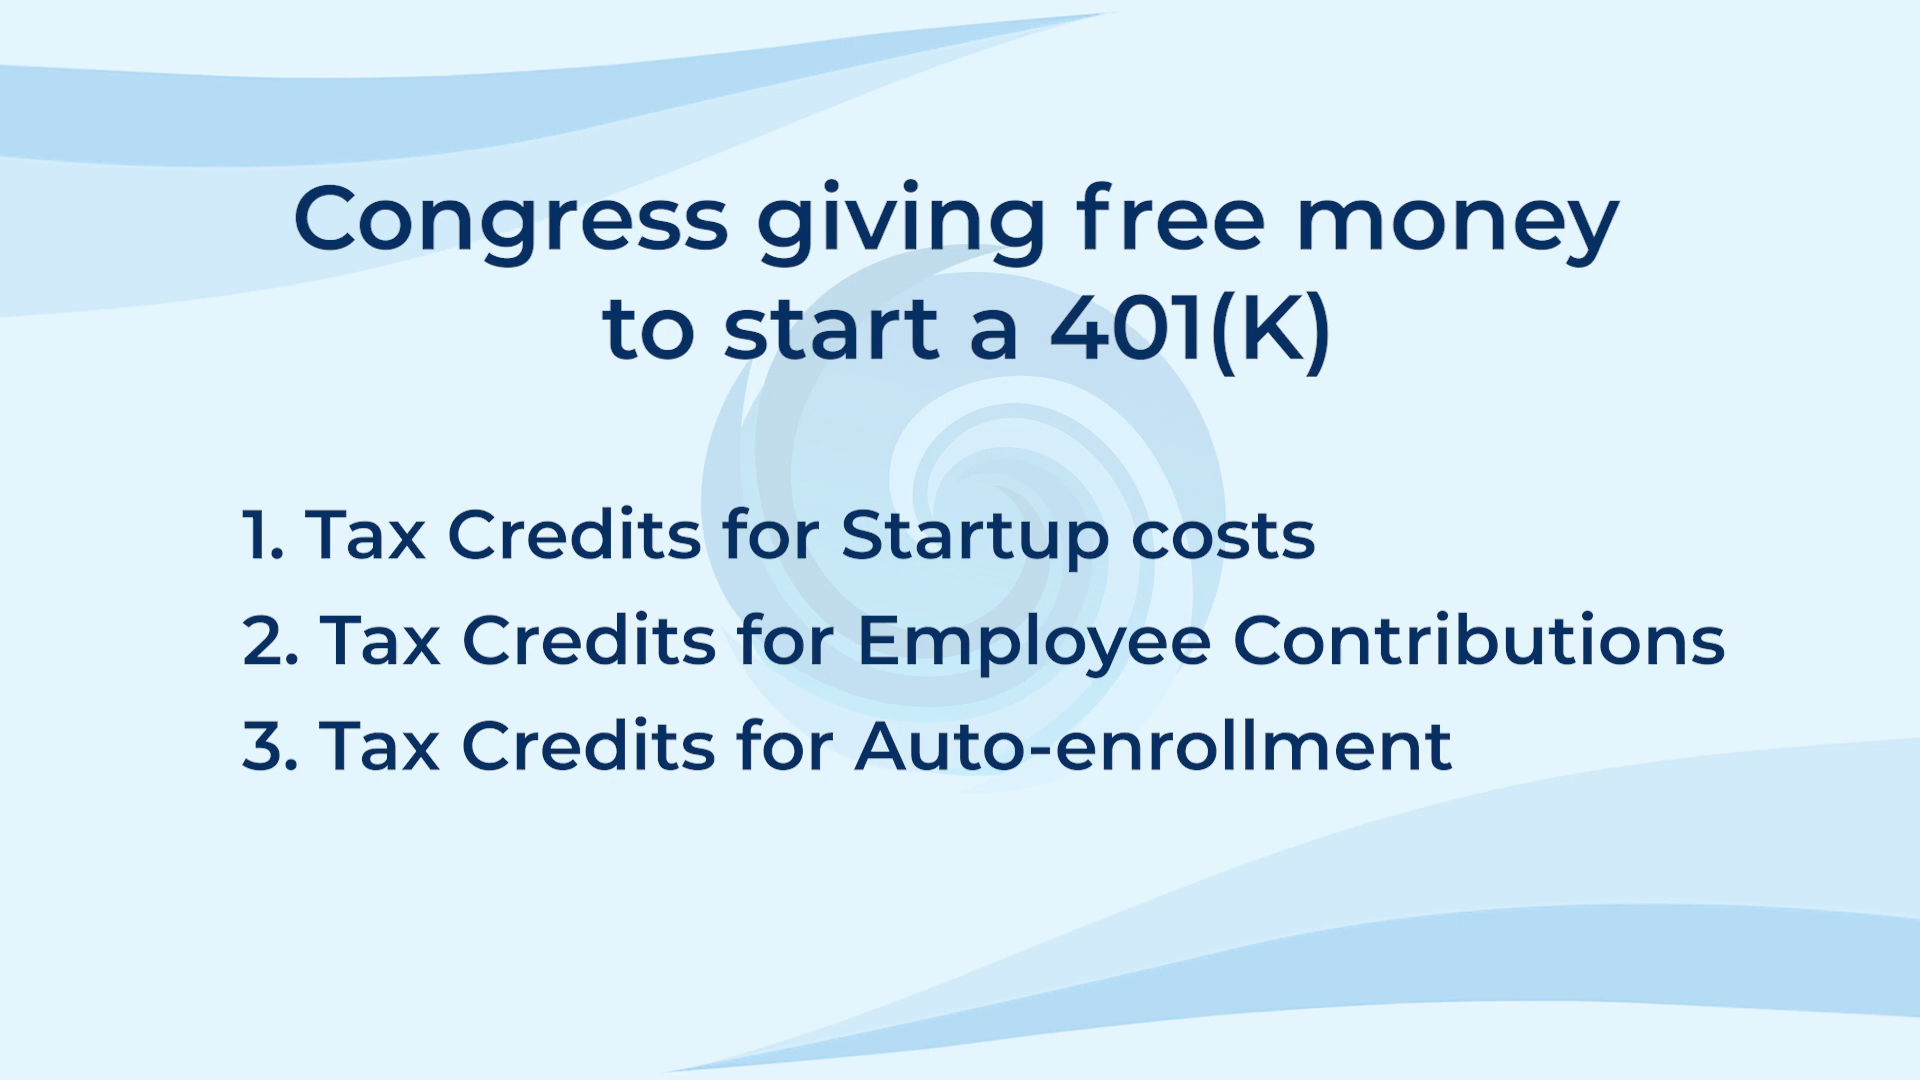 Congress giving free money
to start a 401(K)
1. Tax Credits for Startup costs
2. Tax Credits for Employee Contributions
3. Tax Credits for Auto-enrollment